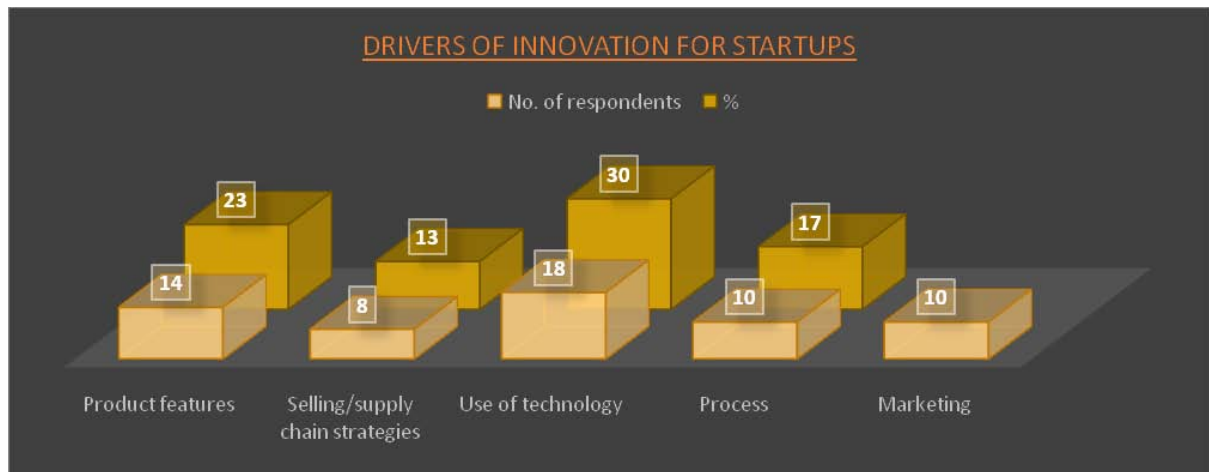 DRIVERS OF INNOVATION FOR STARTUPS
No. of respondents %
23 13 30 17
14 8 18 10 10
Product features Selling/supply Use of technology Process Marketing
chain strategies